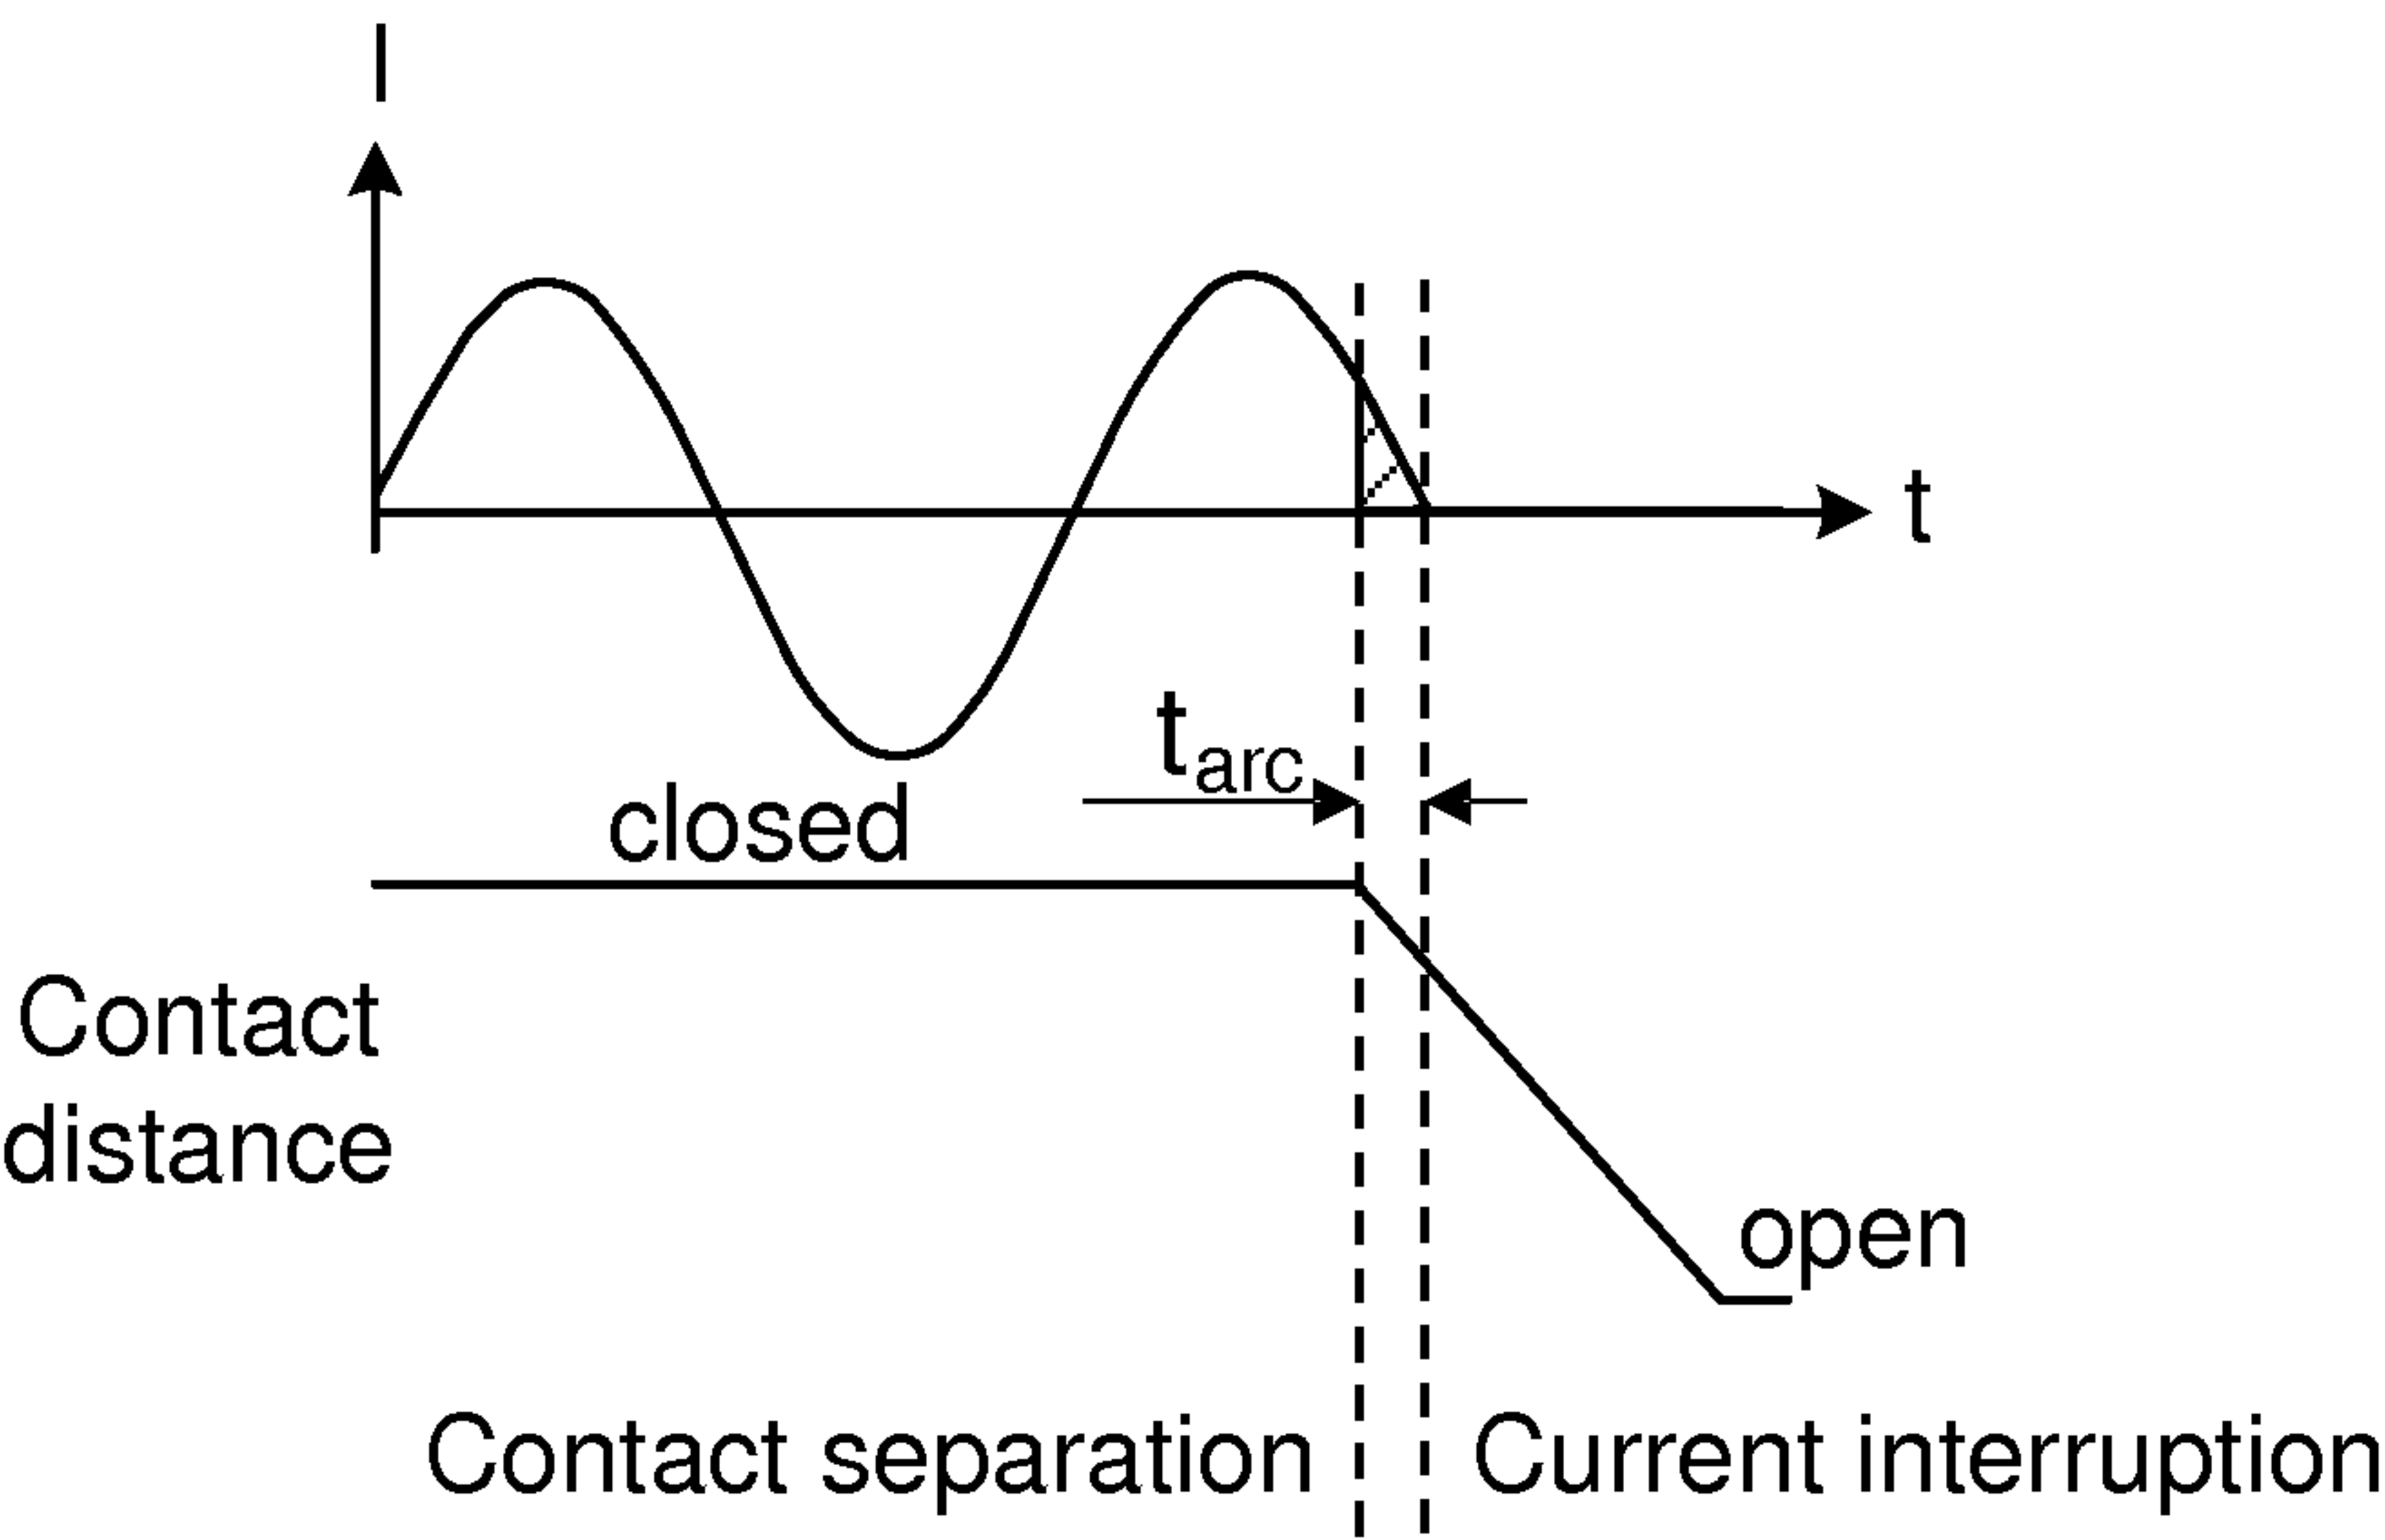 I
t
t_arc
closed
Contact
distance
open
Contact separation
Current interruption